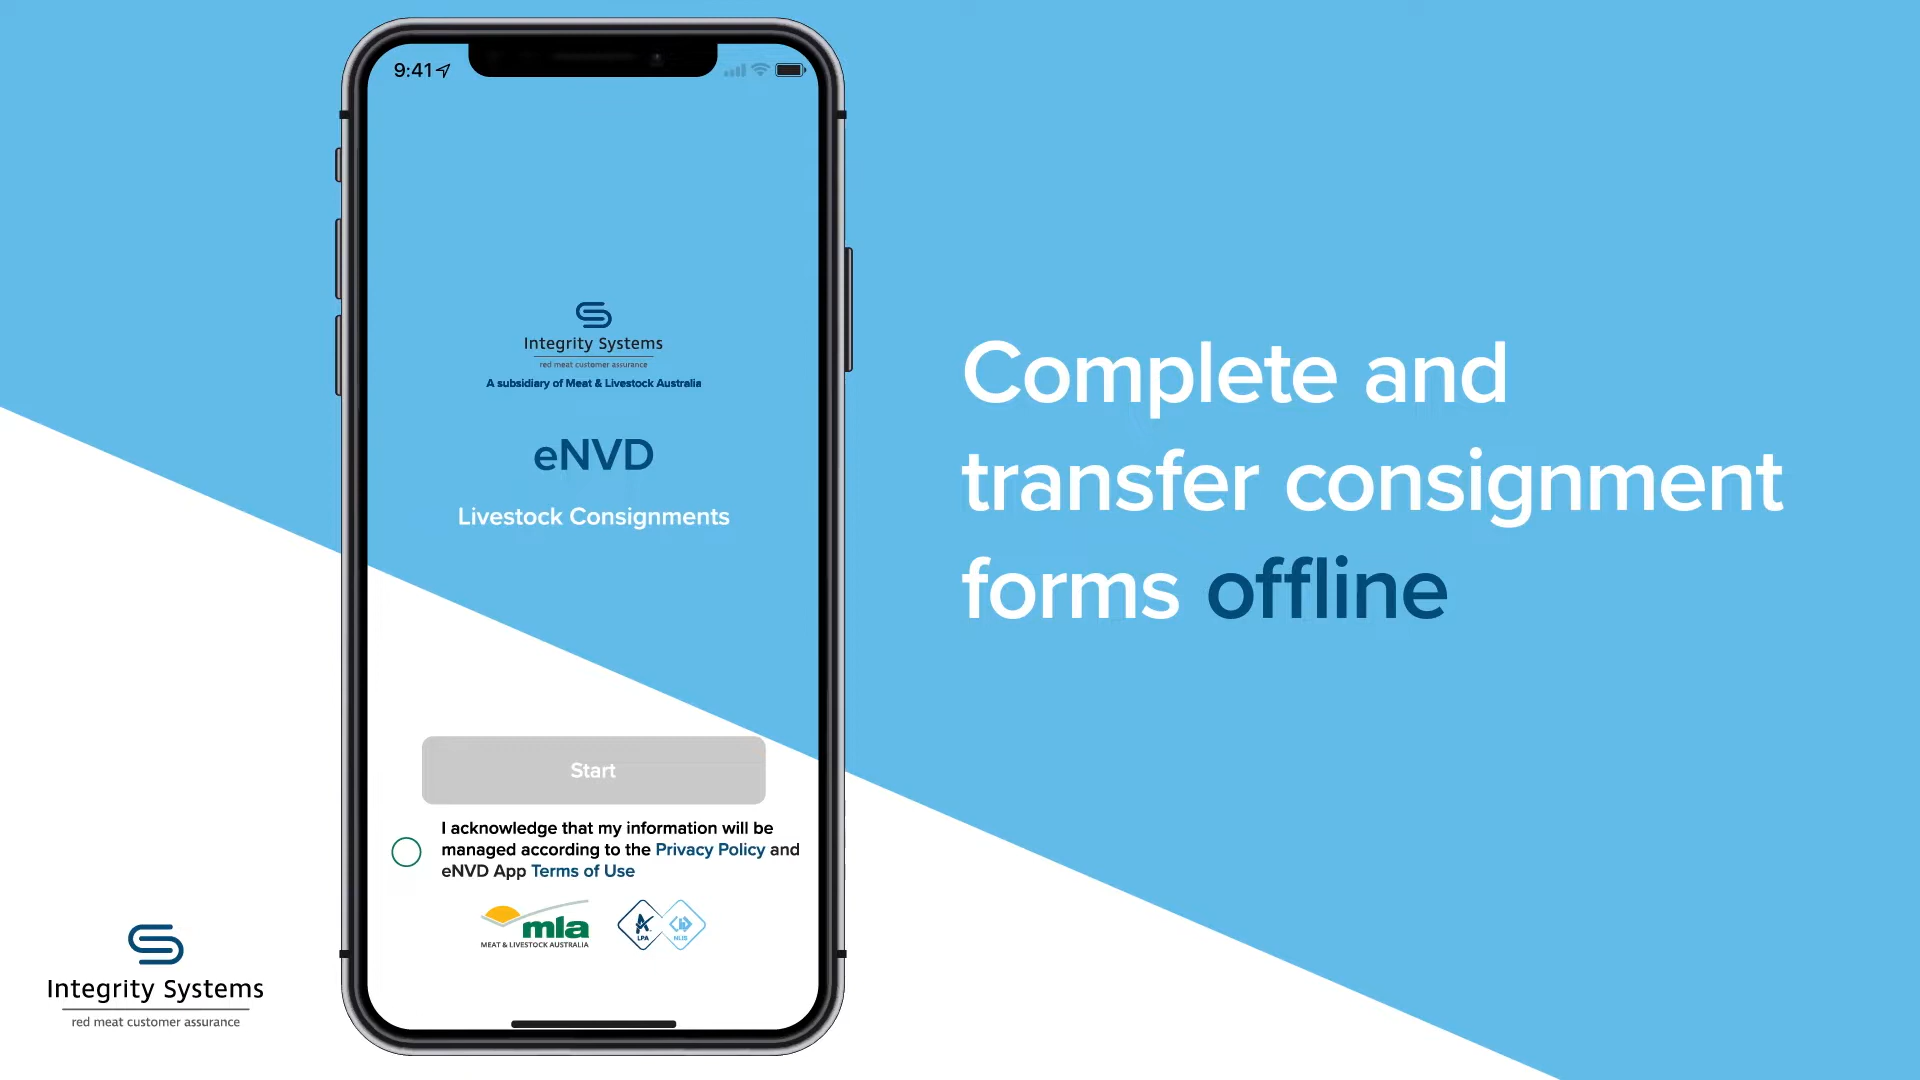 9:41
Integrity Systems
red meat customer assurance
A subsidiary of Meat & Livestock Australia
eNVD
Livestock Consignments
Start
I acknowledge that my information will be
managed according to the Privacy Policy and
eNVD App Terms of Use
mla
MEAT & LIVESTOCK AUSTRALIA
LPA
NLIS
Complete and
transfer consignment
forms offline
Integrity Systems
red meat customer assurance